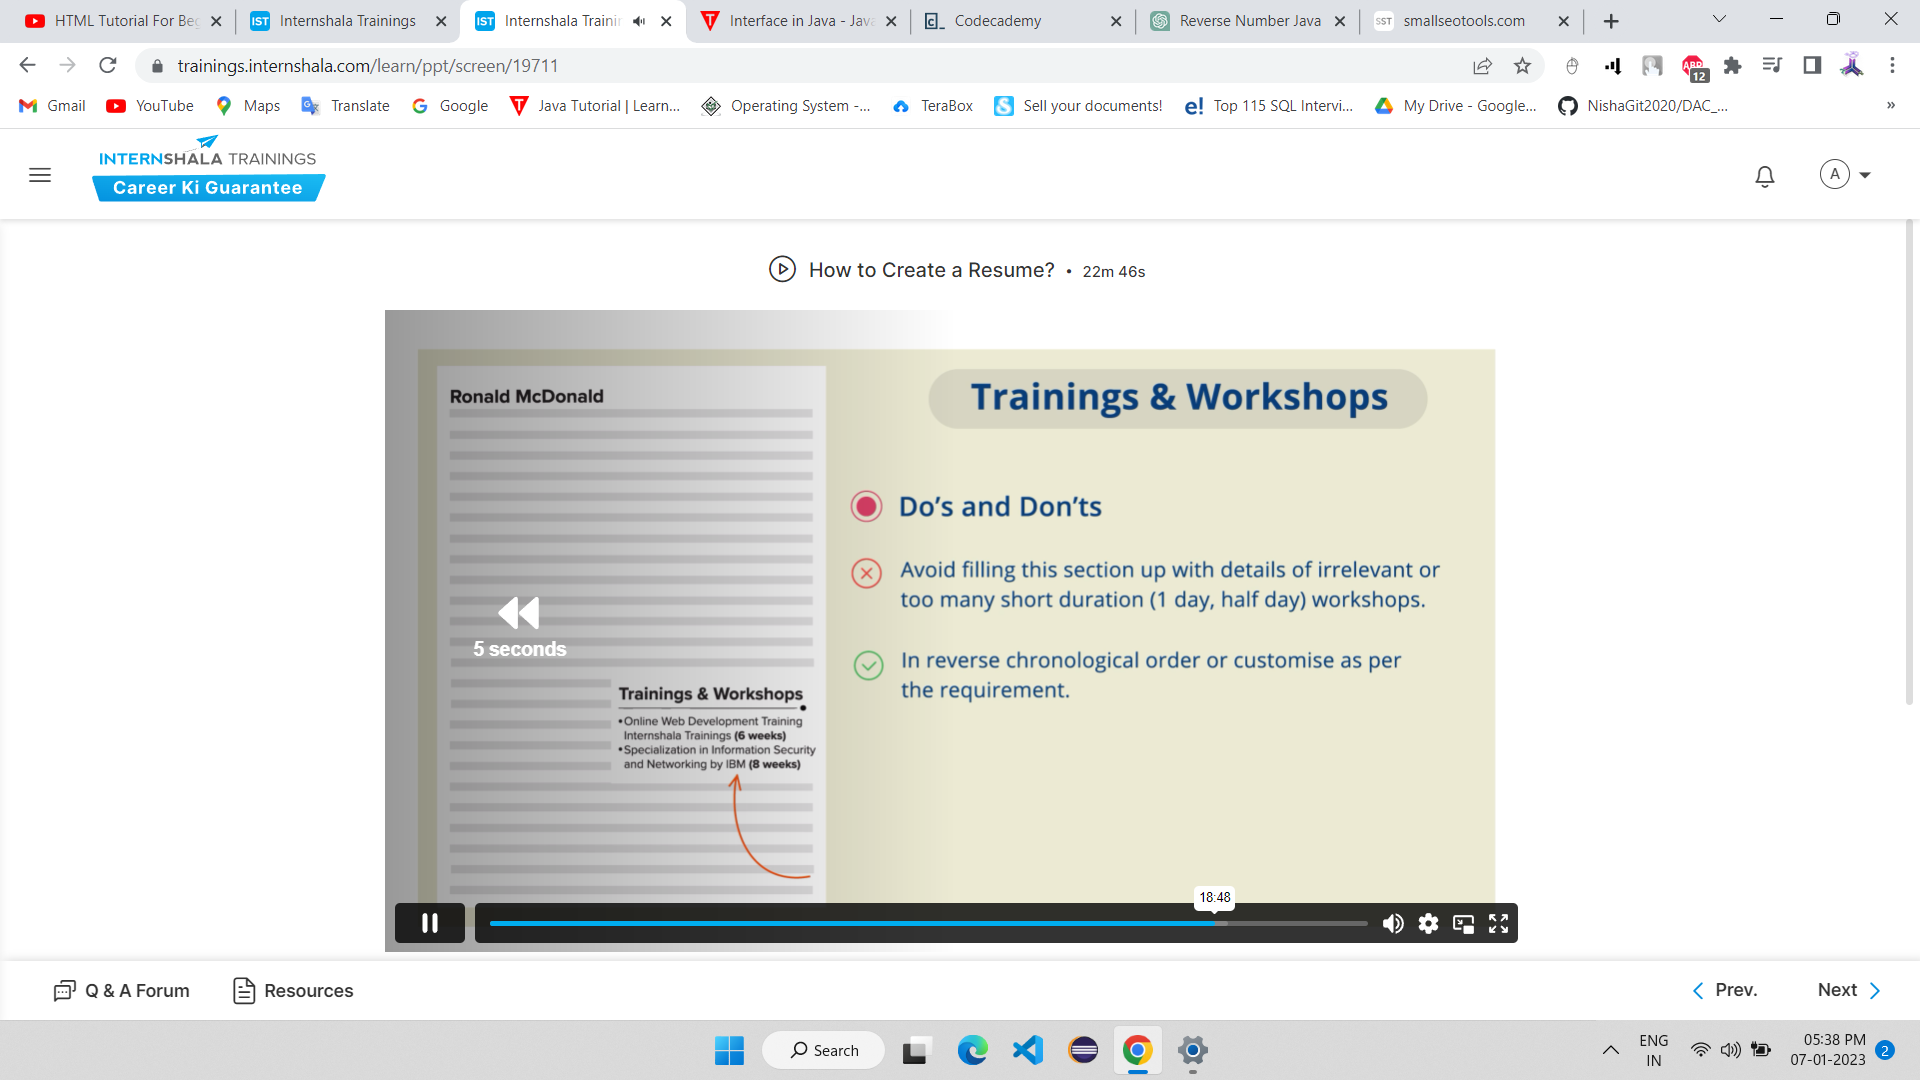 HTML Tutorial For Be
Internshala Trainings
Internshala Trainin
Interface in Java - Java
Codecademy
Reverse Number Java
smallseotools.com
trainings.internshala.com/learn/ppt/screen/19711
ABP
12
Gmail
YouTube
Maps
Translate
Google
Java Tutorial | Learn...
Operating System -...
TeraBox
Sell your documents!
Top 115 SQL Intervi...
My Drive - Google...
NishaGit2020/DAC_...
»
INTERNSHALA TRAININGS
Career Ki Guarantee
A
How to Create a Resume? • 22m 46s
Ronald McDonald
5 seconds
Trainings & Workshops
•Online Web Development Training
Internshala Trainings (6 weeks)
•Specialization in Information Security
and Networking by IBM (8 weeks)
Trainings & Workshops
Do’s and Don’ts
Avoid filling this section up with details of irrelevant or
too many short duration (1 day, half day) workshops.
In reverse chronological order or customise as per
the requirement.
18:48
Q & A Forum
Resources
Prev.
Next
Search
ENG
IN
05:38 PM
07-01-2023
2